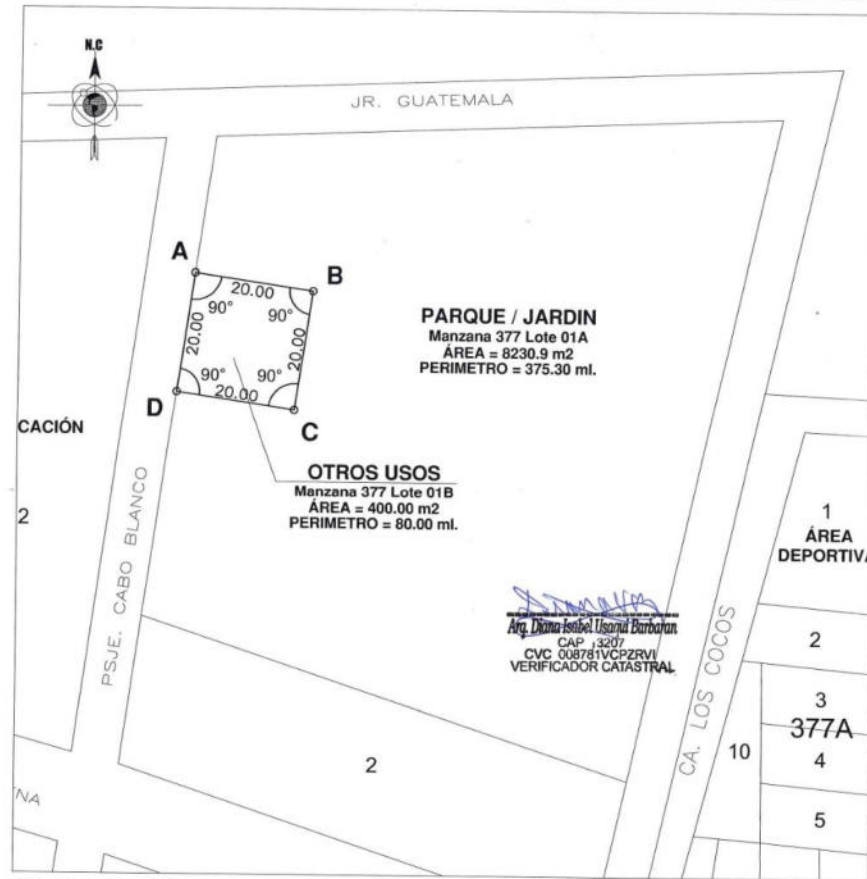 N.C
JR. GUATEMALA
A
B
20.00
90°
90°
20.00
20.00
90°
90°
20.00
D
C
PARQUE / JARDIN
Manzana 377 Lote 01A
ÁREA = 8230.9 m2
PERIMETRO = 375.30 ml.
CACIÓN
2
OTROS USOS
Manzana 377 Lote 01B
ÁREA = 400.00 m2
PERIMETRO = 80.00 ml.
PSJE. CABO BLANCO
1
ÁREA
DEPORTIVA
Arq. Diana Isabel Barbaran
CAP 3207
CVC 008781VCPZRVI
VERIFICADOR CATASTRAL
CA. LOS COCOS
2
3
377A
4
10
5
2
NA